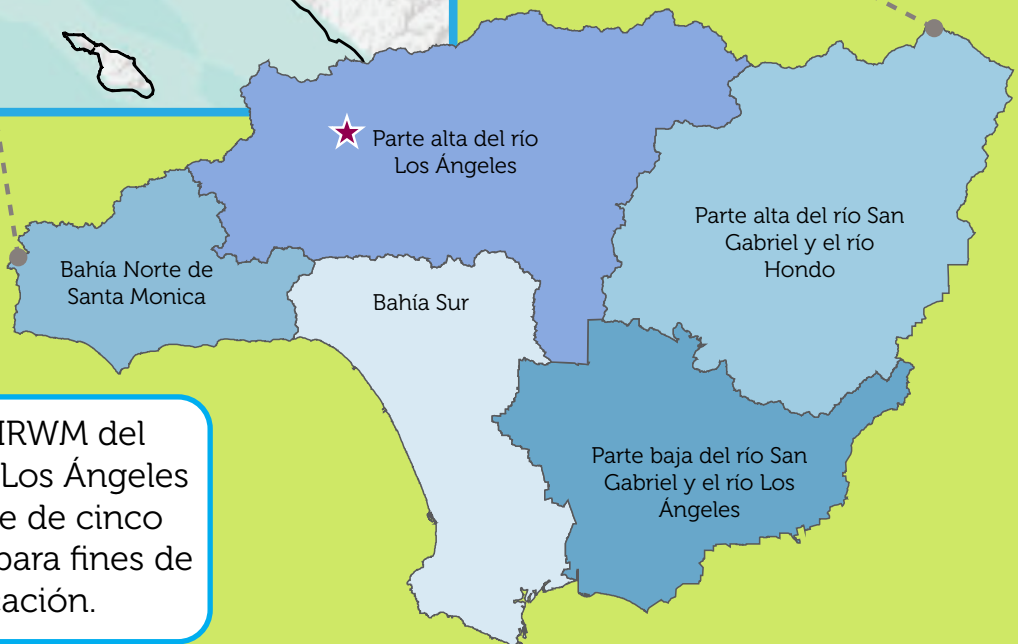 Parte alta del río
Los Ángeles
Parte alta del río San
Gabriel y el río
Hondo
Bahía Norte de
Santa Monica
Bahía Sur
Parte baja del río San
Gabriel y el río Los
Ángeles
IRWM del
Los Ángeles
e de cinco
para fines de
ación.